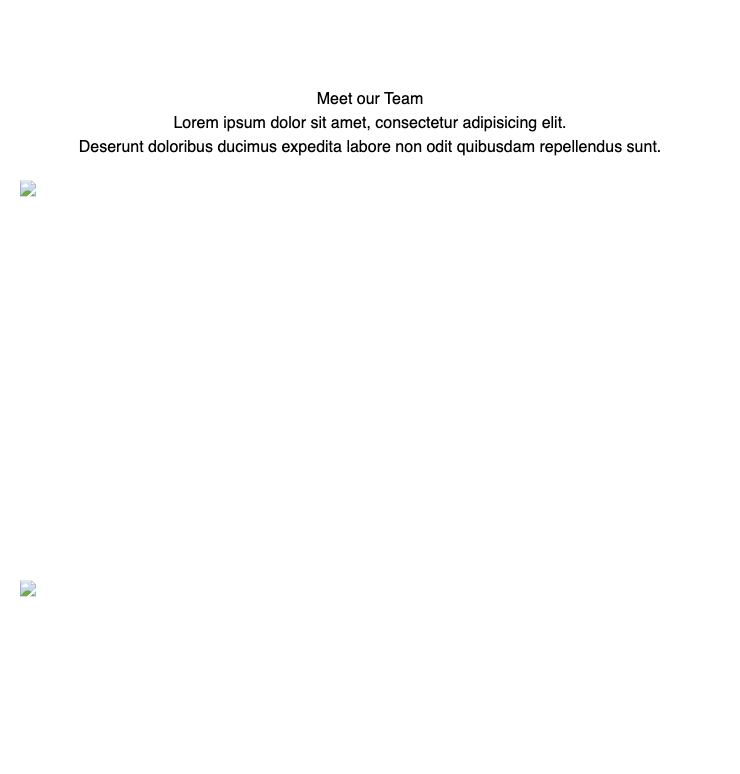 Meet our Team
Lorem ipsum dolor sit amet, consectetur adipisicing elit.
Deserunt doloribus ducimus expedita labore non odit quibusdam repellendus sunt.